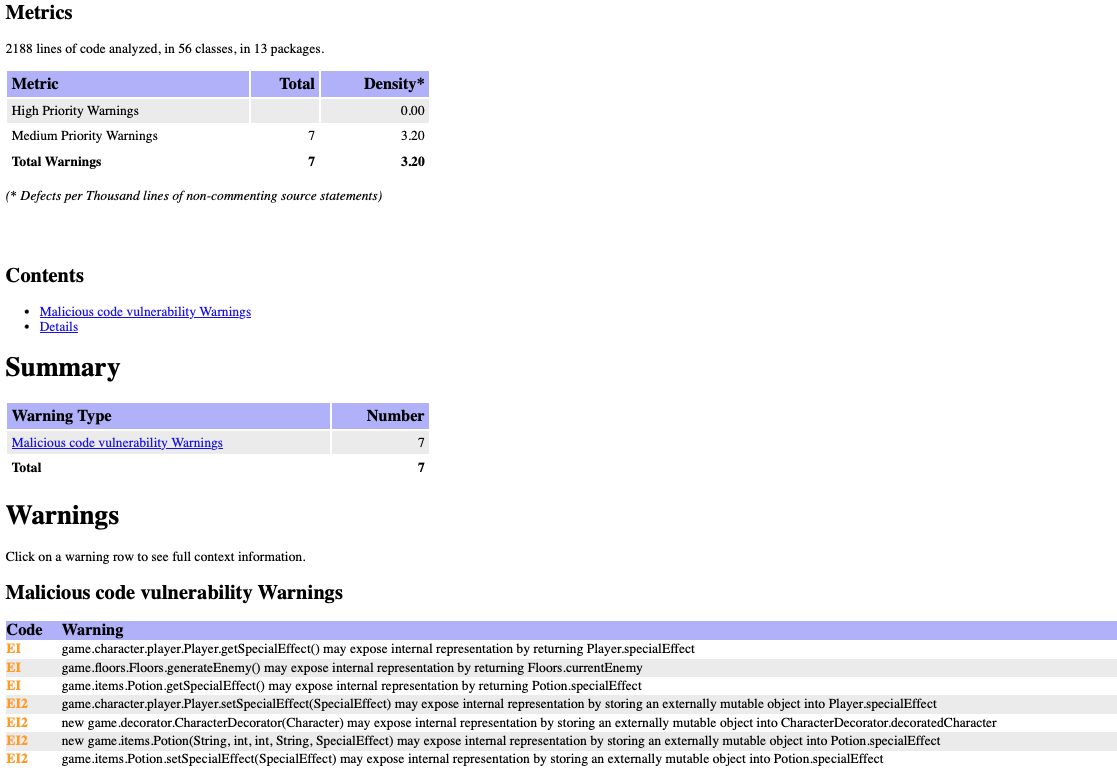 Metrics
2188 lines of code analyzed, in 56 classes, in 13 packages.
Metric Total Density*
High Priority Warnings 0.00
Medium Priority Warnings 7 3.20
Total Warnings 7 3.20
(* Defects per Thousand lines of non-commenting source statements)
Contents
• Malicious code vulnerability Warnings
• Details
Summary
Warning Type Number
Malicious code vulnerability Warnings 7
Total 7
Warnings
Click on a warning row to see full context information.
Malicious code vulnerability Warnings
Code Warning
EI game.character.player.Player.getSpecialEffect() may expose internal representation by returning Player.specialEffect
EI game.floors.Floors.generateEnemy() may expose internal representation by returning Floors.currentEnemy
EI game.items.Potion.getSpecialEffect() may expose internal representation by returning Potion.specialEffect
EI2 game.character.player.Player.setSpecialEffect(SpecialEffect) may expose internal representation by storing an externally mutable object into Player.specialEffect
EI2 new game.decorator.CharacterDecorator(Character) may expose internal representation by storing an externally mutable object into CharacterDecorator.decoratedCharacter
EI2 new game.items.Potion(String, int, int, String, SpecialEffect) may expose internal representation by storing an externally mutable object into Potion.specialEffect
EI2 game.items.Potion.setSpecialEffect(SpecialEffect) may expose internal representation by storing an externally mutable object into Potion.specialEffect